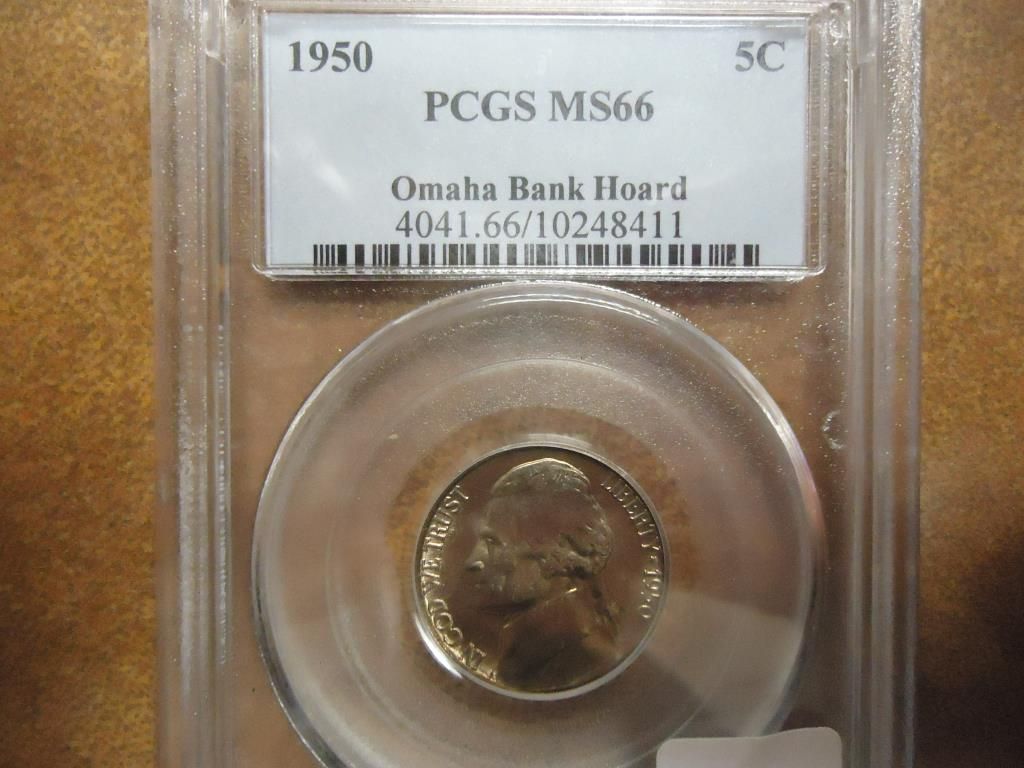 1950 5C
PCGS MS66
Omaha Bank Hoard
4041.66/10248411
IN GOD WE TRUST
LIBERTY 1950